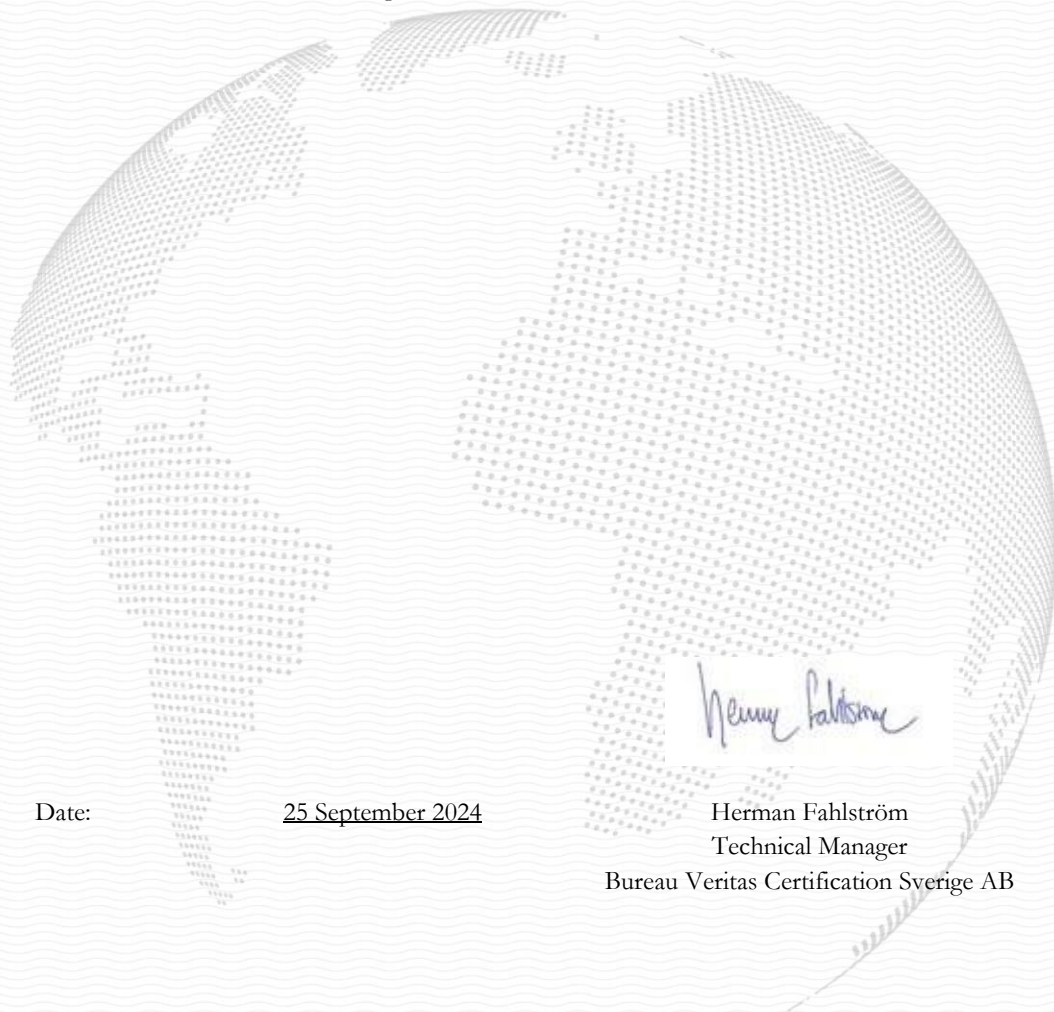 Date: 25 September 2024
Herman Fahlström
Technical Manager
Bureau Veritas Certification Sverige AB